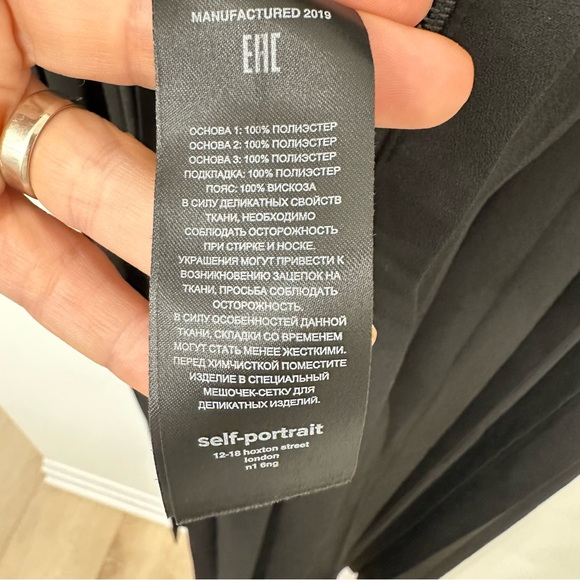 MANUFACTURED 2019
EAC
ОСНОВА 1: 100% ПОЛИЭСТЕР
ОСНОВА 2: 100% ПОЛИЭСТЕР
ОСНОВА 3: 100% ПОЛИЭСТЕР
ПОДКЛАДКА: 100% ПОЛИЭСТЕР
ПОЯС: 100% ВИСКОЗА
В СИЛУ ДЕЛИКАТНЫХ СВОЙСТВ
ТКАНИ, НЕОБХОДИМО
СОБЛЮДАТЬ ОСТОРОЖНОСТЬ
ПРИ СТИРКЕ И НОСКЕ.
УКРАШЕНИЯ МОГУТ ПРИВЕСТИ К
ВОЗНИКНОВЕНИЮ ЗАЦЕПОК НА
ТКАНИ, ПРОСЬБА СОБЛЮДАТЬ
ОСТОРОЖНОСТЬ.
В СИЛУ ОСОБЕННОСТЕЙ ДАННОЙ
ТКАНИ, СКЛАДКИ СО ВРЕМЕНЕМ
МОГУТ СТАТЬ МЕНЕЕ ЖЕСТКИМИ.
ПЕРЕД ХИМЧИСТКОЙ ПОМЕСТИТЕ
ИЗДЕЛИЕ В СПЕЦИАЛЬНЫЙ
МЕШОЧЕК-СЕТКУ ДЛЯ
ДЕЛИКАТНЫХ ИЗДЕЛИЙ.
self-portrait
12-18 hoxton street
london
n1 6ng